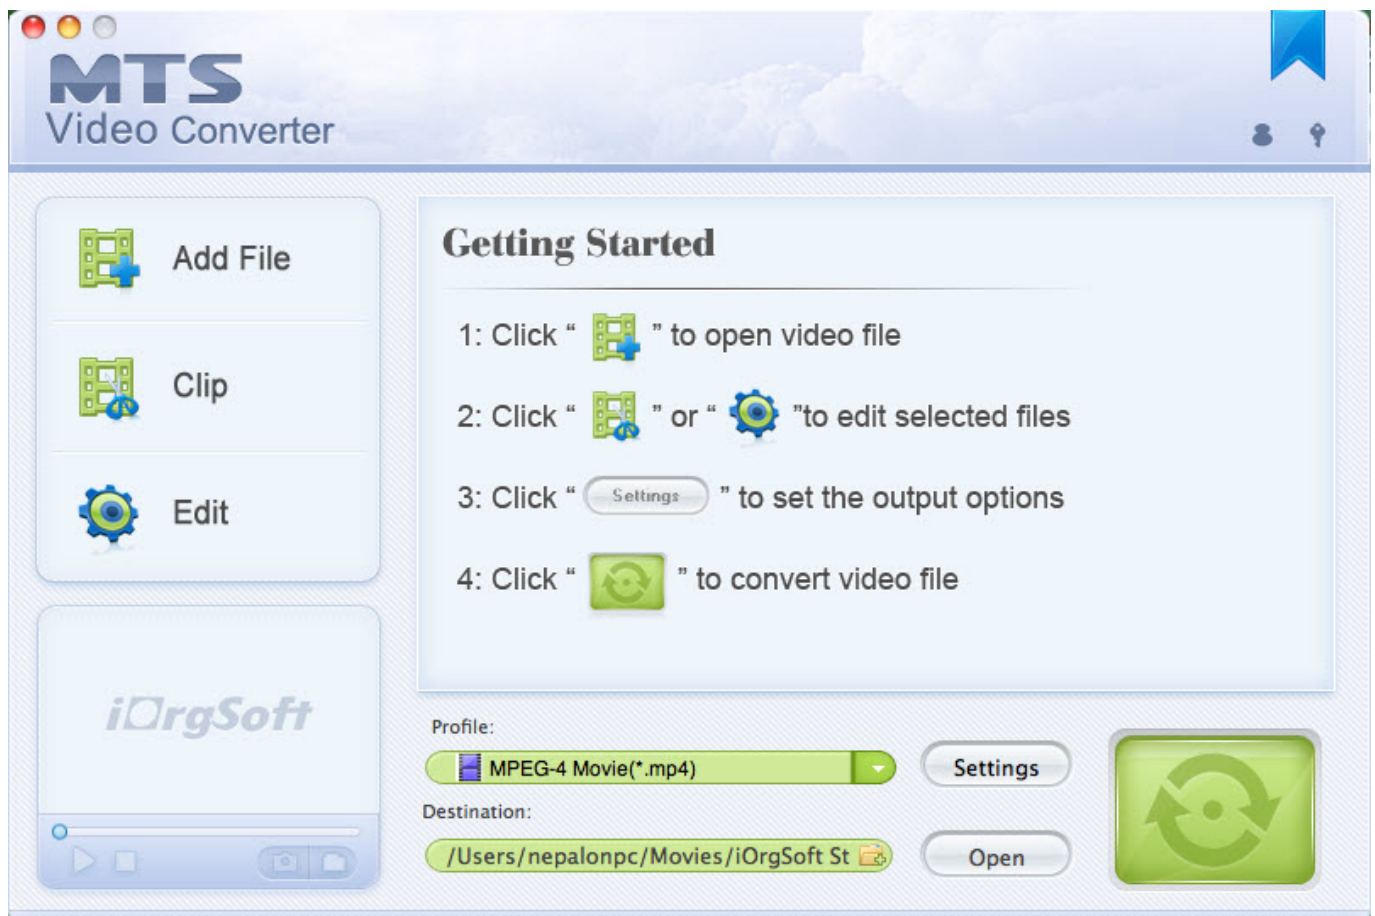 MTS
Video Converter
Add File
Clip
Edit
Getting Started
1: Click “ ” to open video file
2: Click “ ” or “ ”to edit selected files
3: Click “ Settings ” to set the output options
4: Click “ ” to convert video file
iOrgSoft
Profile:
MPEG-4 Movie(*.mp4)
Settings
Destination:
/Users/nepalonpc/Movies/iOrgSoft St
Open